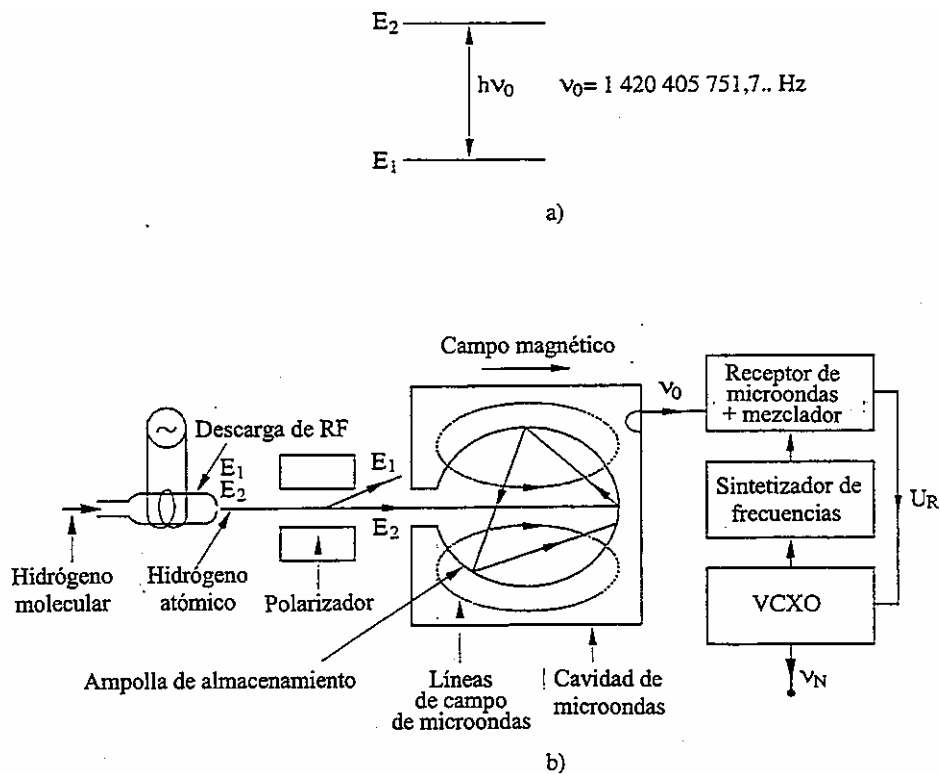 E2
hν0 ν0= 1 420 405 751,7.. Hz
E1
a)
Campo magnético
ν0
Receptor de
microondas
+ mezclador
Descarga de RF
E1
E2
E1
E2
Sintetizador de
frecuencias
UR
Hidrógeno
molecular
Hidrógeno
atómico
Polarizador
VCXO
νN
Ampolla de almacenamiento
Líneas
de campo
de microondas
Cavidad de
microondas
b)